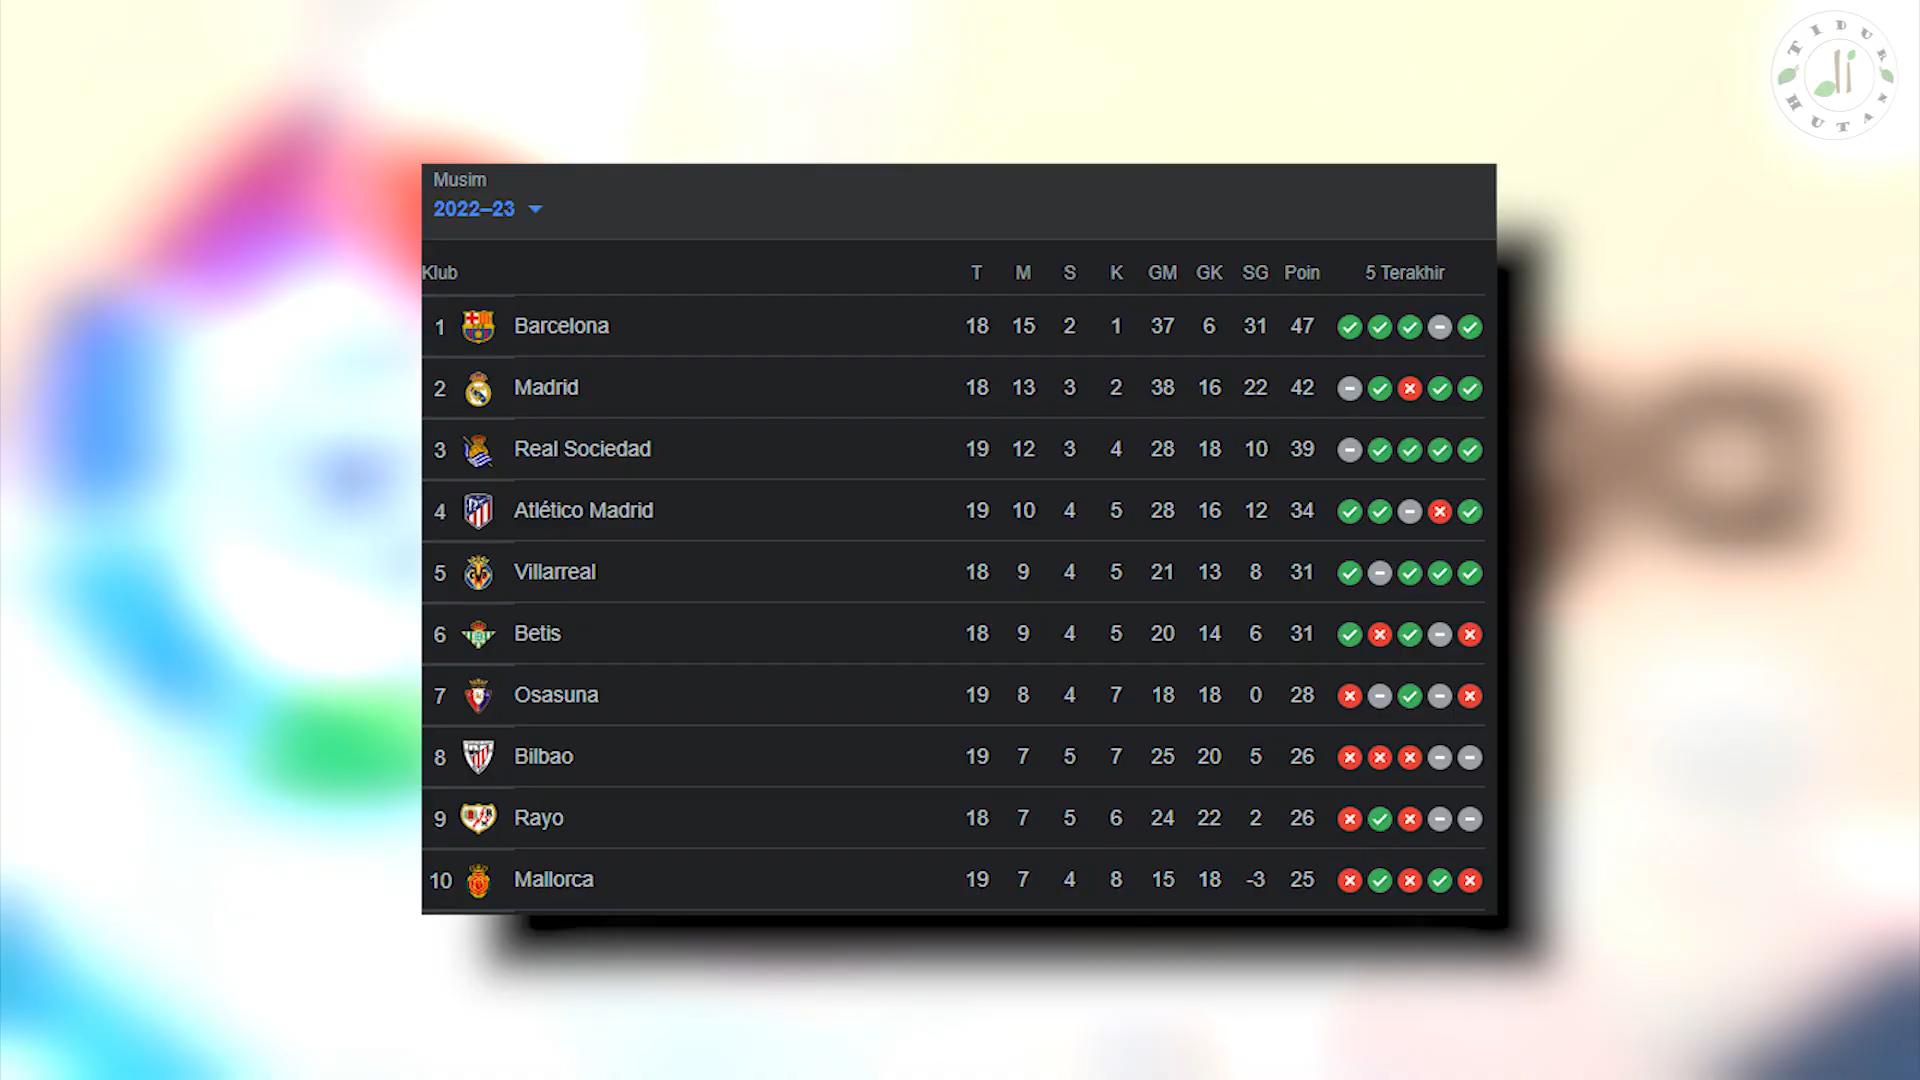 TIDUR
di
HUTAN
Musim
2022–23
Klub T M S K GM GK SG Poin 5 Terakhir
1 Barcelona 18 15 2 1 37 6 31 47
2 Madrid 18 13 3 2 38 16 22 42
3 Real Sociedad 19 12 3 4 28 18 10 39
4 Atlético Madrid 19 10 4 5 28 16 12 34
5 Villarreal 18 9 4 5 21 13 8 31
6 Betis 18 9 4 5 20 14 6 31
7 Osasuna 19 8 4 7 18 18 0 28
8 Bilbao 19 7 5 7 25 20 5 26
9 Rayo 18 7 5 6 24 22 2 26
10 Mallorca 19 7 4 8 15 18 -3 25